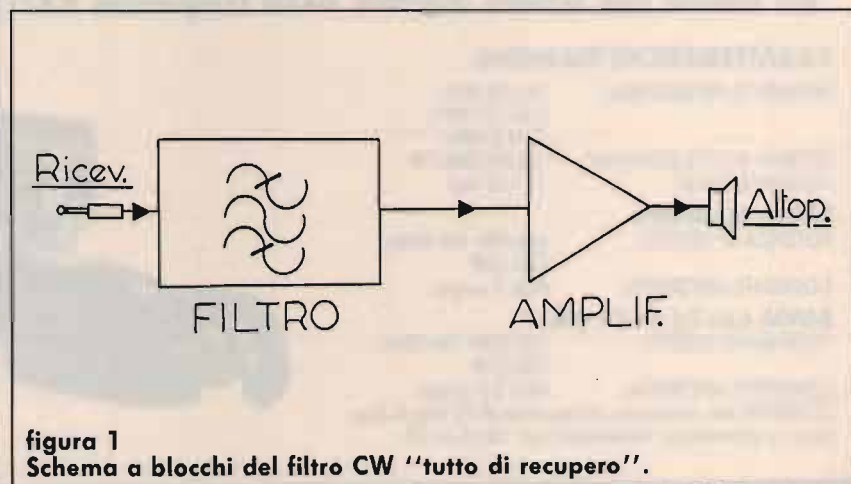 Ricev.
Altop.
FILTRO
AMPLIF.
figura 1
Schema a blocchi del filtro CW "tutto di recupero".